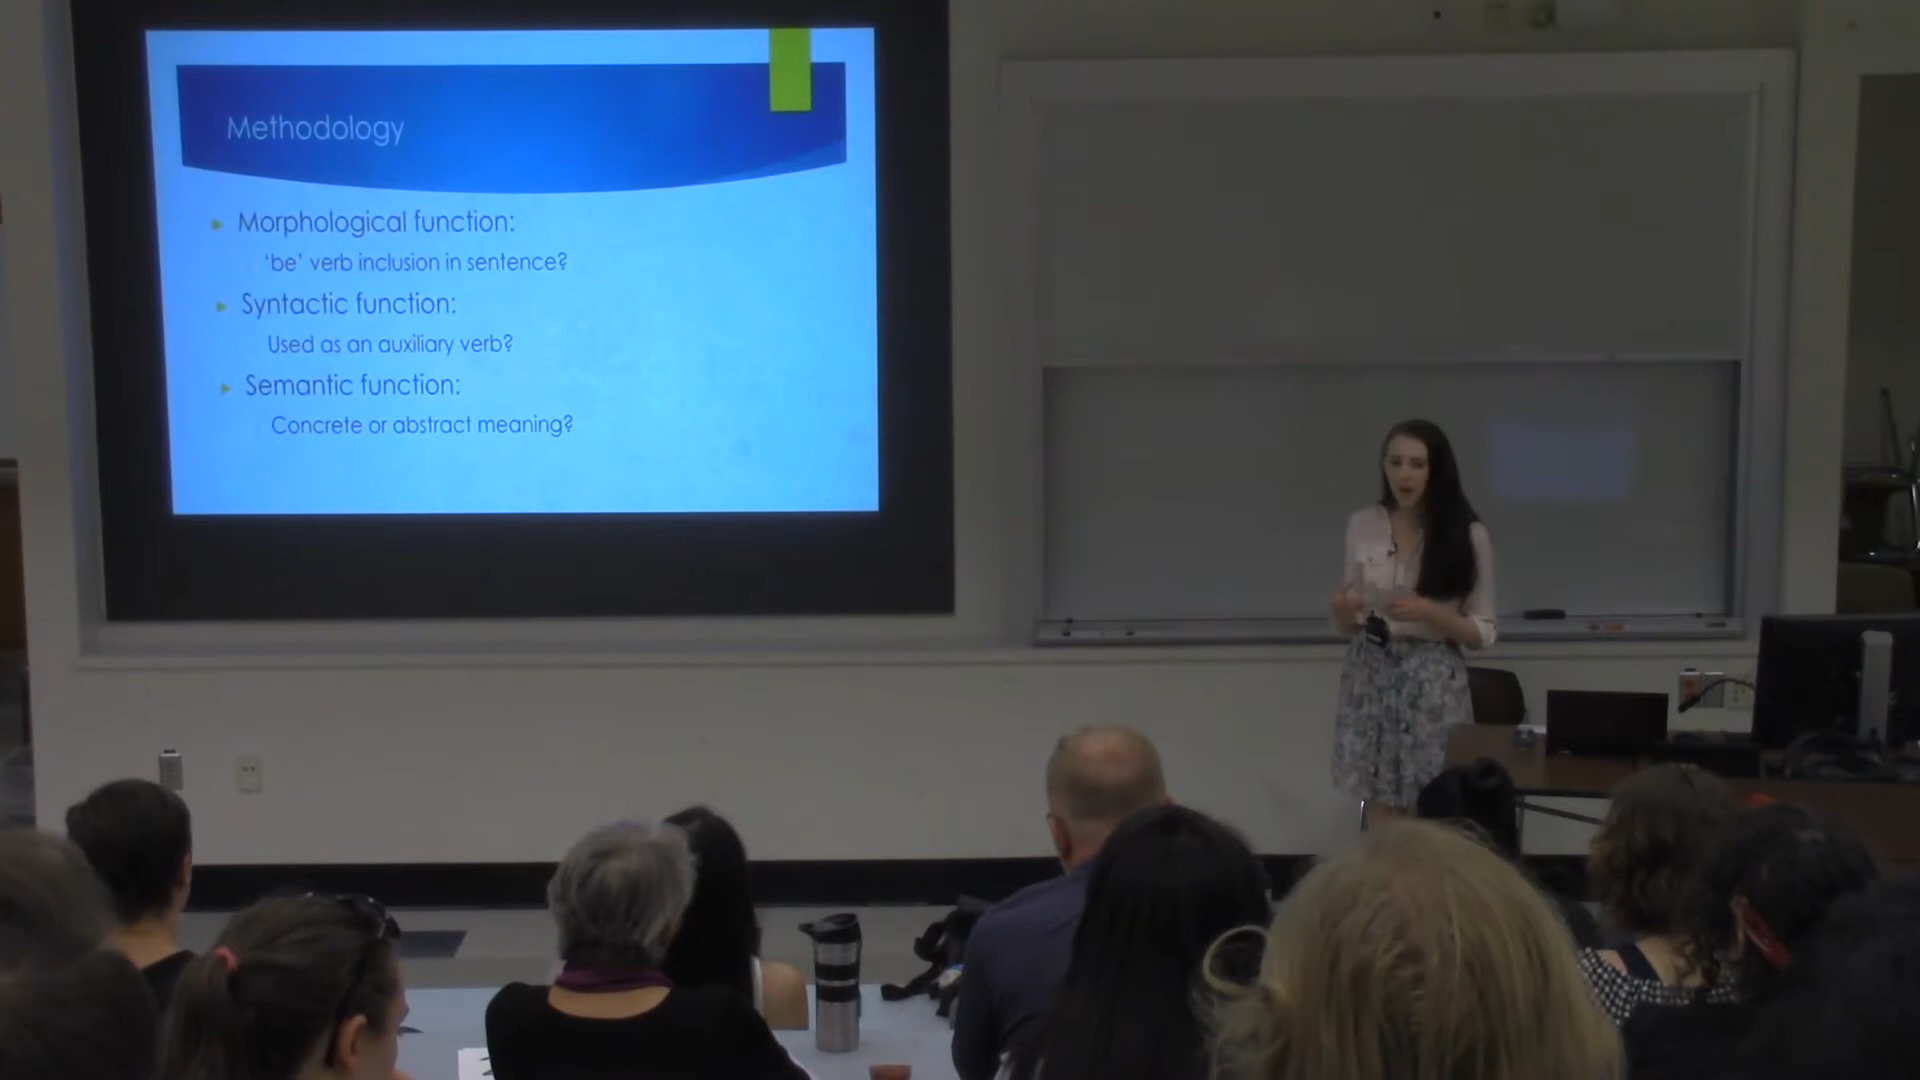 Methodology
Morphological function:
‘be’ verb inclusion in sentence?
Syntactic function:
Used as an auxiliary verb?
Semantic function:
Concrete or abstract meaning?